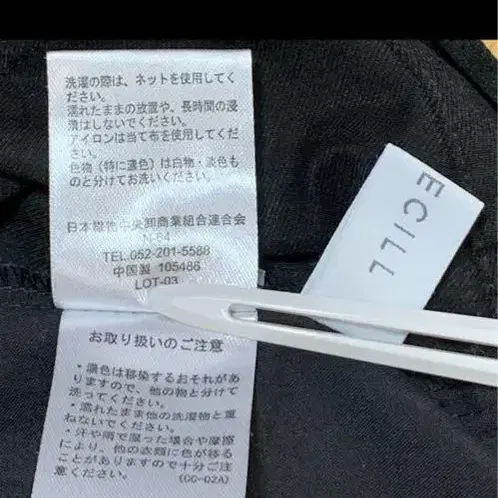 洗濯の際は、ネットを使用してく
ださい。
濡れたままの放置や、長時間の浸
漬はしないでください。
アイロンは当て布を使用してください。
色物（特に濃色）は白物・淡色も
のと分けてお洗いください。
日本織物中央卸商業組合連合会
N-64
TEL.052-201-5588
中国製 105486
LOT-03
お取り扱いのご注意
・濃色は移染するおそれがあ
りますので、他の物と分けて
洗ってください。
・濡れたまま他の洗濯物と重
ねないでください。
・汗や雨で湿った場合や摩擦
により、他の衣類に色が移る
ことがありますので十分ご注
意ください。
(GC-02A)
ECILL